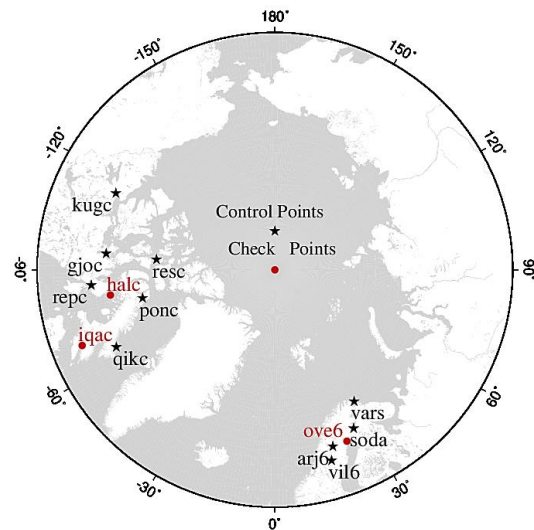 180°
-150°
150°
-120°
120°
kugc
Control Points
Check Points
gjoc
resc
-90°
90°
repc
halc
ponc
iqac
qikc
-60°
60°
vars
ove6
soda
arj6
vil6
-30°
30°
0°